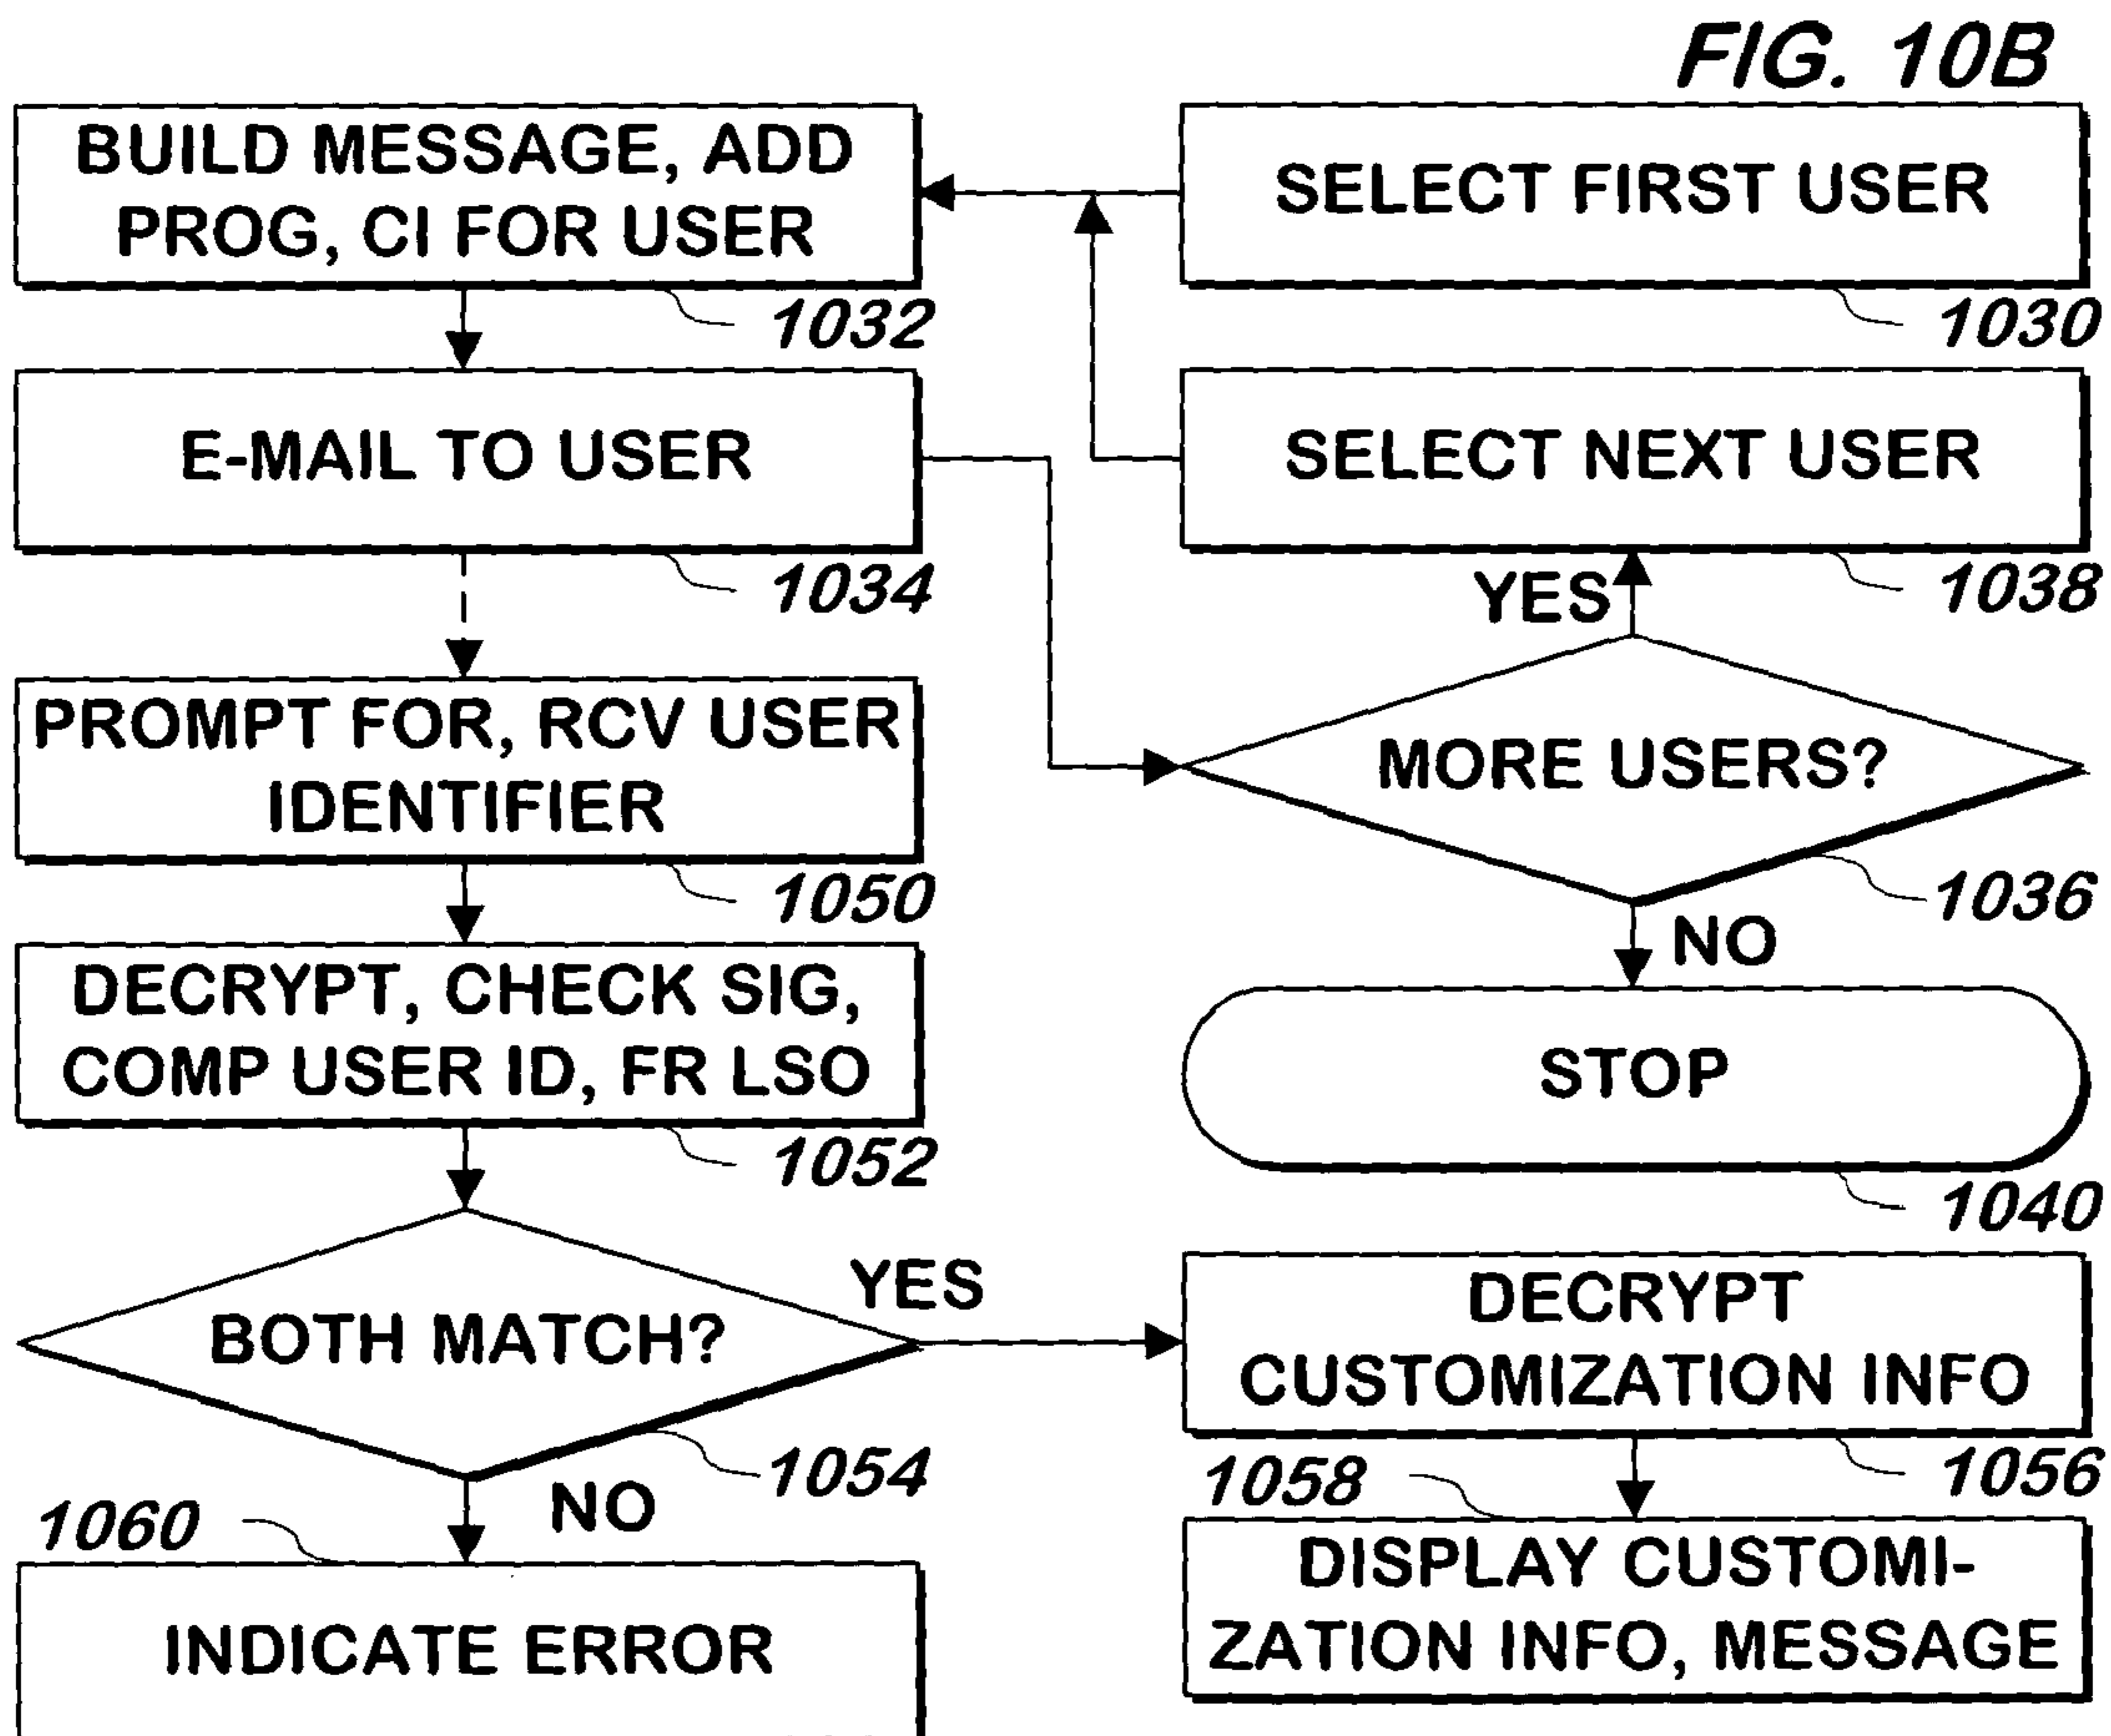 FIG. 10B
BUILD MESSAGE, ADD
PROG, CI FOR USER
1032
SELECT FIRST USER
1030
E-MAIL TO USER
1034
SELECT NEXT USER
1038
YES
PROMPT FOR, RCV USER
IDENTIFIER
1050
MORE USERS?
1036
NO
DECRYPT, CHECK SIG,
COMP USER ID, FR LSO
1052
STOP
1040
BOTH MATCH?
YES
1054
NO
DECRYPT
CUSTOMIZATION INFO
1056
1058
DISPLAY CUSTOMI-
ZATION INFO, MESSAGE
1060
INDICATE ERROR